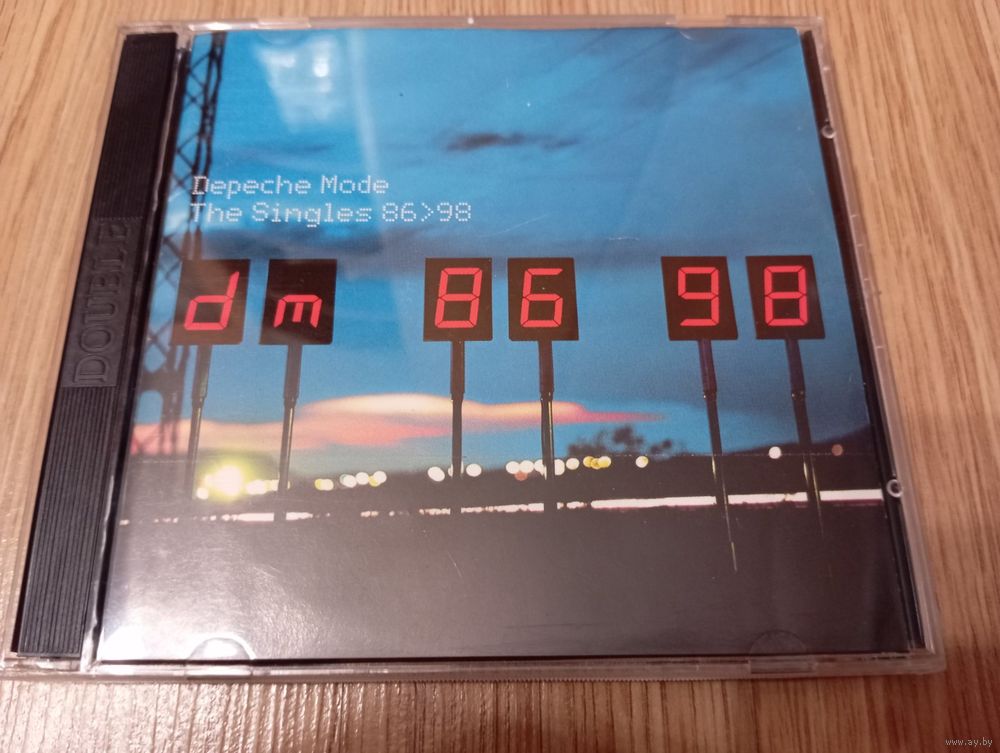 Depeche Mode
The Singles 86>98
dm 86 98
DOUBLE
www.ay.by